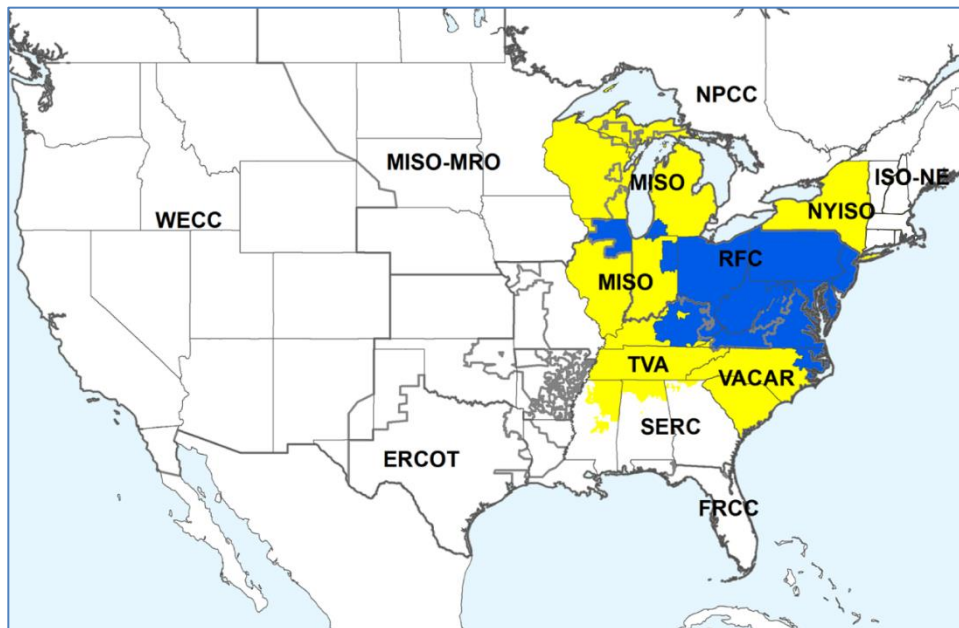 NPCC
MISO-MRO
ISO-NE
MISO
NYISO
WECC
RFC
MISO
TVA
VACAR
SERC
ERCOT
FRCC